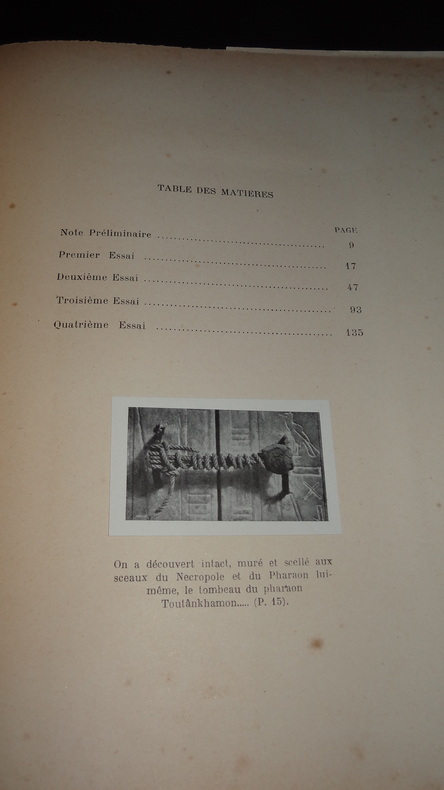 TABLE DES MATIERES
PAGE
Note Préliminaire ........................................ 9
Premier Essai ........................................ 17
Deuxième Essai ........................................ 47
Troisième Essai ........................................ 93
Quatrième Essai ........................................ 135
On a découvert intact, muré et scellé aux
sceaux du Necropole et du Pharaon lui-
même, le tombeau du pharaon
Toutânkhamon..... (P. 15).